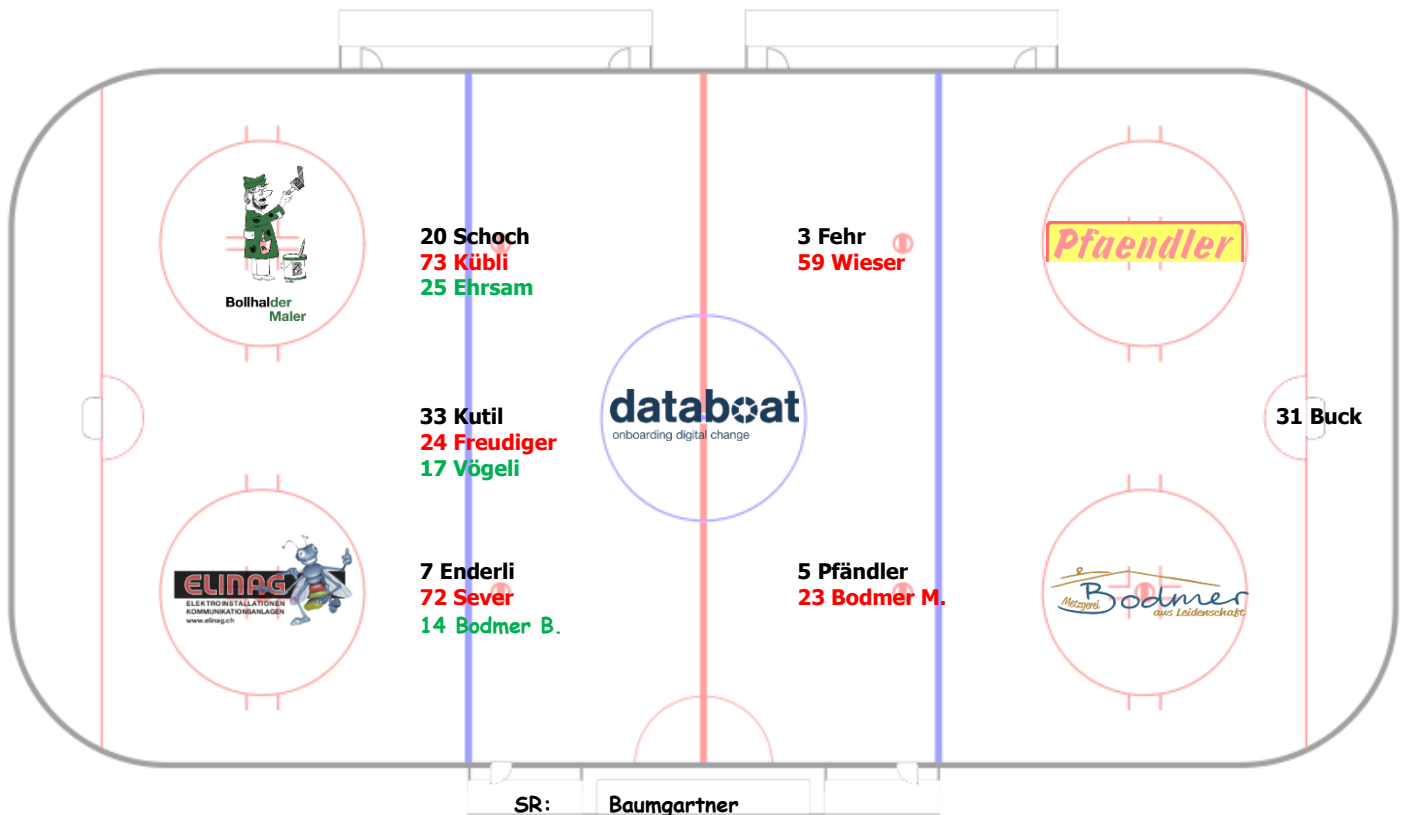 20 Schoch
73 Kübli
25 Ehrsam
3 Fehr
59 Wieser
Pfaendler
Bollhalder
Maler
33 Kutil
24 Freudiger
17 Vögeli
databoat
onboarding digital change
31 Buck
ELINAG
ELEKTROINSTALLATIONEN
KOMMUNIKATIONSANLAGEN
www.elinag.ch
7 Enderli
72 Sever
14 Bodmer B.
5 Pfändler
23 Bodmer M.
Metzgerei Bodmer
aus Leidenschaft
SR: Baumgartner